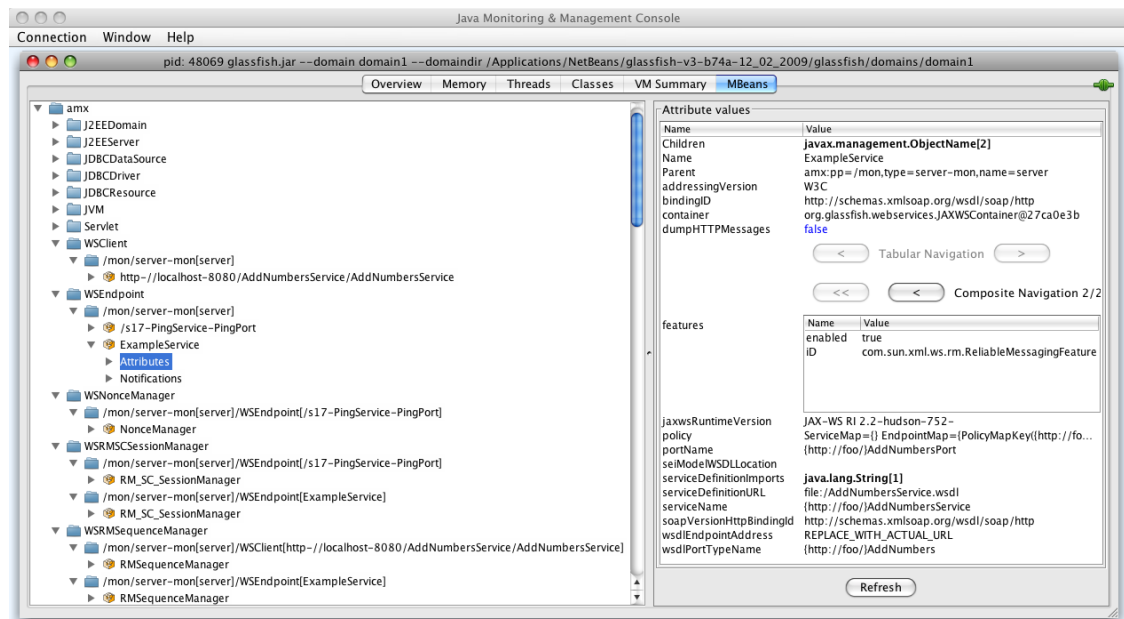 Java Monitoring & Management Console
Connection Window Help
pid: 48069 glassfish.jar --domain domain1 --domaindir /Applications/NetBeans/glassfish-v3-b74a-12_02_2009/glassfish/domains/domain1
Overview Memory Threads Classes VM Summary MBeans
amx
J2EEDomain
J2EEServer
JDBCDataSource
JDBCDriver
JDBCResource
JVM
Servlet
WSClient
/mon/server-mon[server]
http-//localhost-8080/AddNumbersService/AddNumbersService
WSEndpoint
/mon/server-mon[server]
/s17-PingService-PingPort
ExampleService
Attributes
Notifications
WSNonceManager
/mon/server-mon[server]/WSEndpoint[/s17-PingService-PingPort]
NonceManager
WSRMSCSessionManager
/mon/server-mon[server]/WSEndpoint[/s17-PingService-PingPort]
RM_SC_SessionManager
/mon/server-mon[server]/WSEndpoint[ExampleService]
RM_SC_SessionManager
WSRMSequenceManager
/mon/server-mon[server]/WSClient[http-//localhost-8080/AddNumbersService/AddNumbersService]
RMSequenceManager
/mon/server-mon[server]/WSEndpoint[ExampleService]
RMSequenceManager
Attribute values
Name Value
Children javax.management.ObjectName[2]
Name ExampleService
Parent amx:pp=/mon,type=server-mon,name=server
addressingVersion W3C
bindingID http://schemas.xmlsoap.org/wsdl/soap/http
container org.glassfish.webservices.JAXWSContainer@27ca0e3b
dumpHTTPMessages false
< Tabular Navigation >
<< < Composite Navigation 2/2
features
Name Value
enabled true
iD com.sun.xml.ws.rm.ReliableMessagingFeature
jaxwsRuntimeVersion JAX-WS RI 2.2-hudson-752-
policy ServiceMap={} EndpointMap={PolicyMapKey({http://fo...
portName {http://foo/}AddNumbersPort
seiModelWSDLLocation
serviceDefinitionImports java.lang.String[1]
serviceDefinitionURL file:/AddNumbersService.wsdl
serviceName {http://foo/}AddNumbersService
soapVersionHttpBindingId http://schemas.xmlsoap.org/wsdl/soap/http
wsdlEndpointAddress REPLACE_WITH_ACTUAL_URL
wsdlPortTypeName {http://foo/}AddNumbers
Refresh